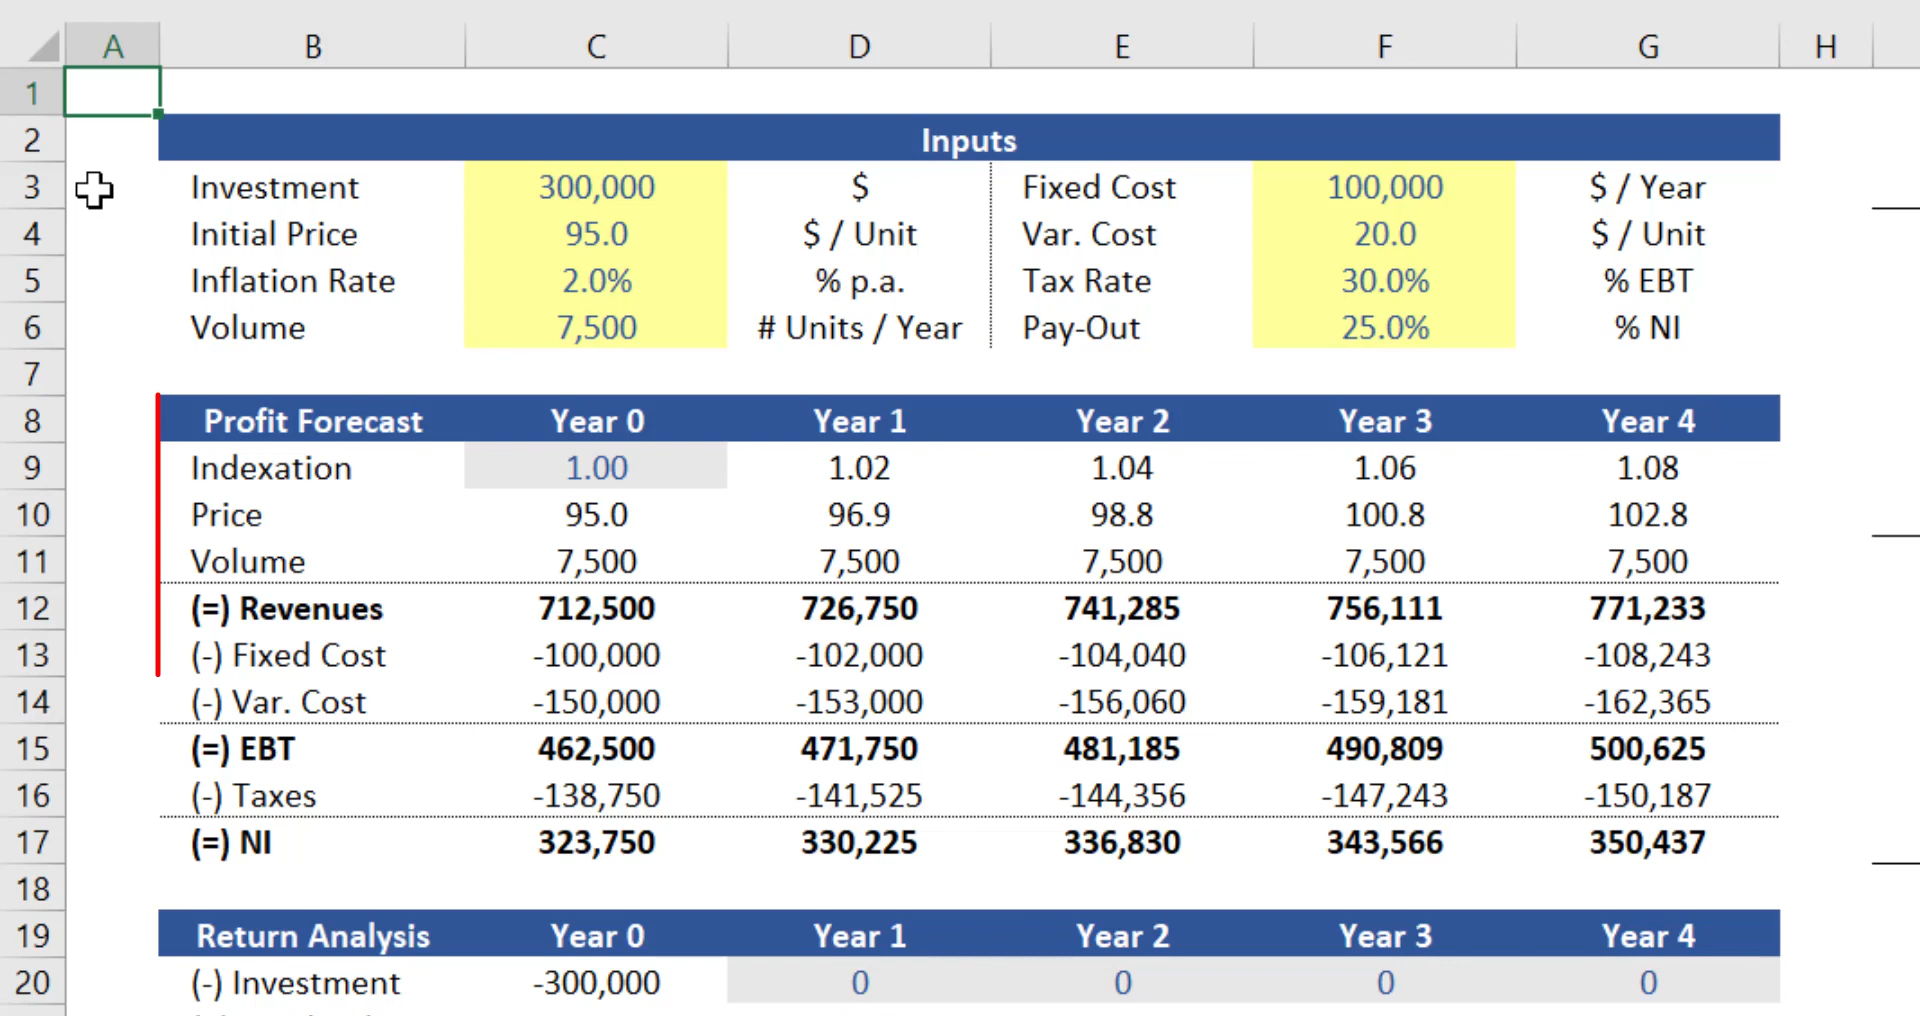 A B C D E F G H
1
2 Inputs
3 Investment 300,000 $ Fixed Cost 100,000 $ / Year
4 Initial Price 95.0 $ / Unit Var. Cost 20.0 $ / Unit
5 Inflation Rate 2.0% % p.a. Tax Rate 30.0% % EBT
6 Volume 7,500 # Units / Year Pay-Out 25.0% % NI
7
8 Profit Forecast Year 0 Year 1 Year 2 Year 3 Year 4
9 Indexation 1.00 1.02 1.04 1.06 1.08
10 Price 95.0 96.9 98.8 100.8 102.8
11 Volume 7,500 7,500 7,500 7,500 7,500
12 (=) Revenues 712,500 726,750 741,285 756,111 771,233
13 (-) Fixed Cost -100,000 -102,000 -104,040 -106,121 -108,243
14 (-) Var. Cost -150,000 -153,000 -156,060 -159,181 -162,365
15 (=) EBT 462,500 471,750 481,185 490,809 500,625
16 (-) Taxes -138,750 -141,525 -144,356 -147,243 -150,187
17 (=) NI 323,750 330,225 336,830 343,566 350,437
18
19 Return Analysis Year 0 Year 1 Year 2 Year 3 Year 4
20 (-) Investment -300,000 0 0 0 0